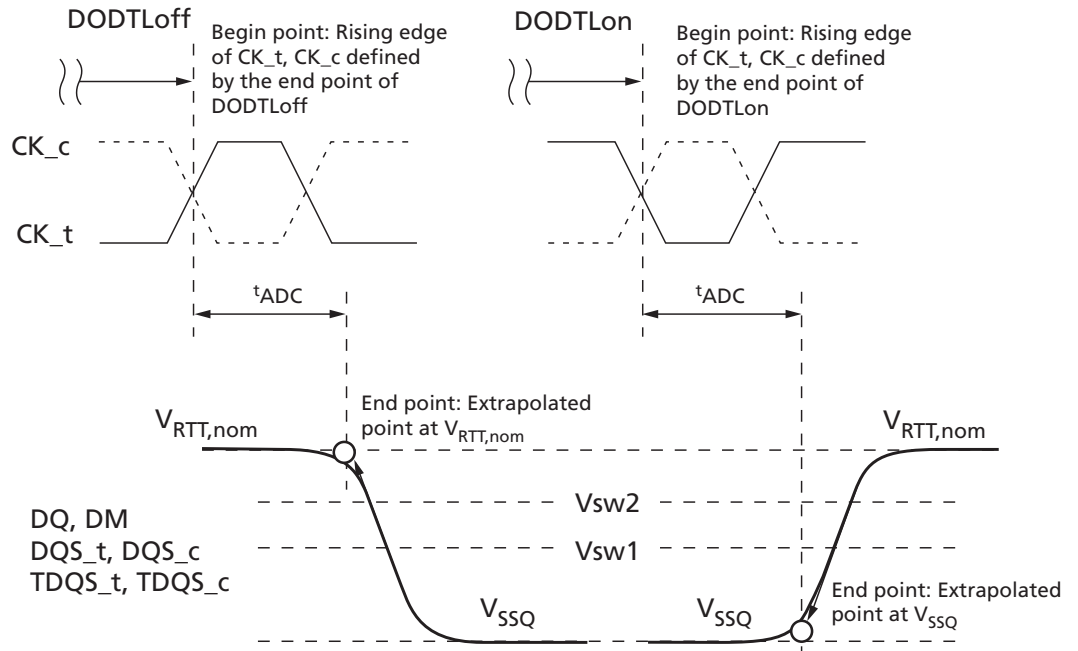 DODTLoff
Begin point: Rising edge
of CK_t, CK_c defined
by the end point of
DODTLoff
DODTLon
Begin point: Rising edge
of CK_t, CK_c defined
by the end point of
DODTLon
CK_c
CK_t
tADC
tADC
VRTT,nom
End point: Extrapolated
point at VRTT,nom
VRTT,nom
Vsw2
Vsw1
DQ, DM
DQS_t, DQS_c
TDQS_t, TDQS_c
VSSQ
VSSQ
End point: Extrapolated
point at VSSQ